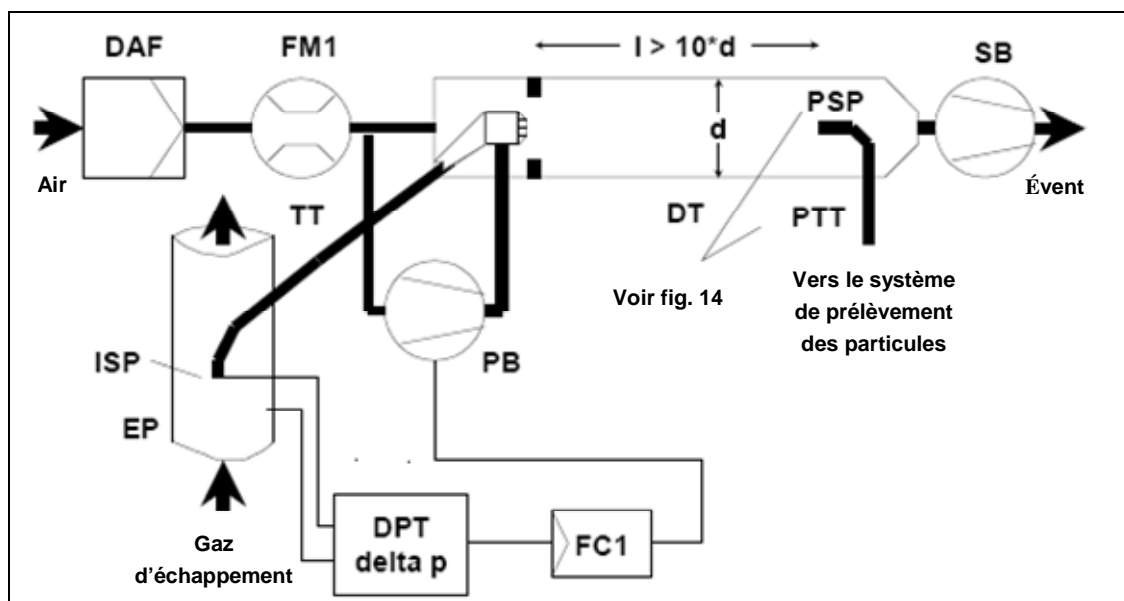 DAF
FM1
l > 10*d
SB
PSP
d
Air
Évent
TT
DT
PTT
Voir fig. 14
Vers le système
de prélèvement
des particules
ISP
PB
EP
DPT
delta p
FC1
Gaz
d’échappement